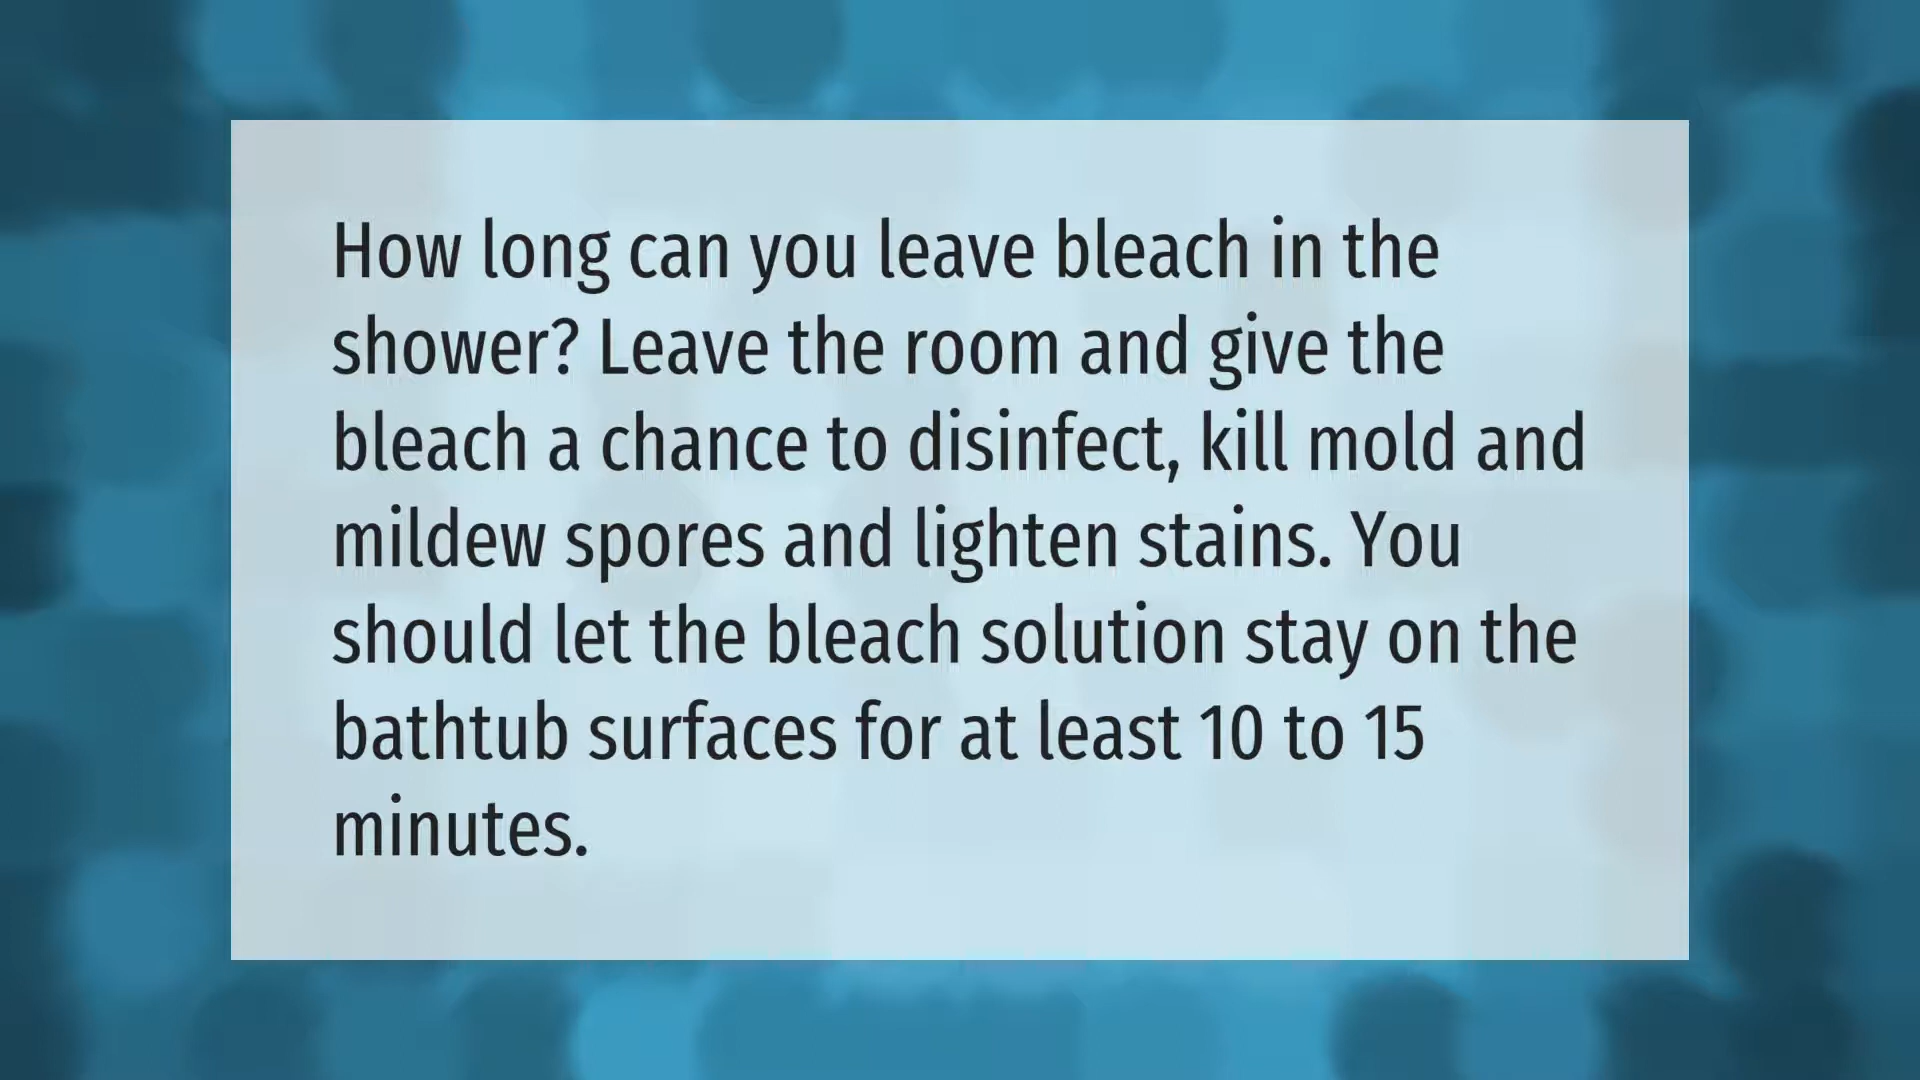 How long can you leave bleach in the
shower? Leave the room and give the
bleach a chance to disinfect, kill mold and
mildew spores and lighten stains. You
should let the bleach solution stay on the
bathtub surfaces for at least 10 to 15
minutes.